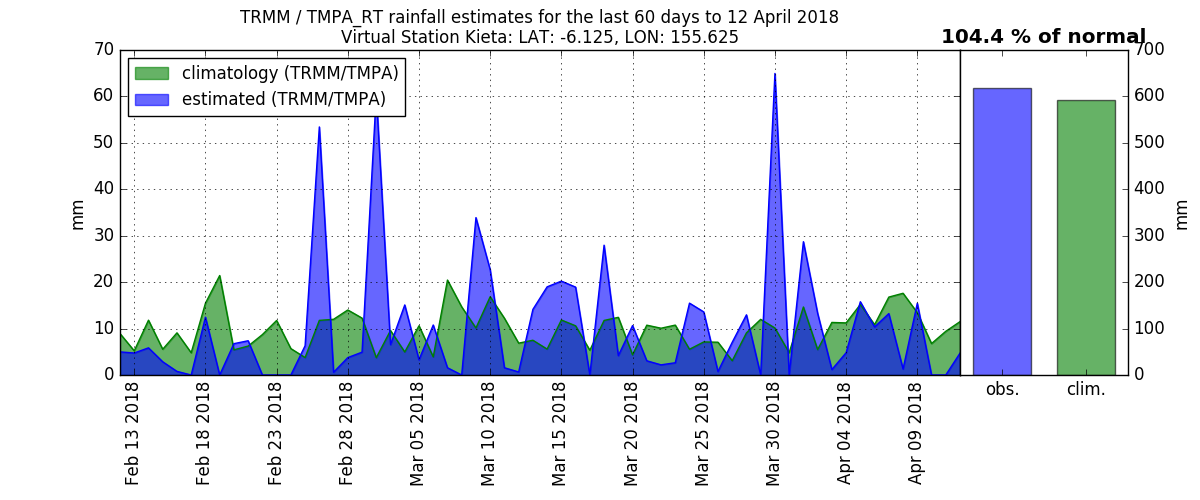 TRMM / TMPA_RT rainfall estimates for the last 60 days to 12 April 2018
Virtual Station Kieta: LAT: -6.125, LON: 155.625
104.4 % of normal
climatology (TRMM/TMPA)
estimated (TRMM/TMPA)
70
60
50
40
30
20
10
0
mm
Feb 13 2018
Feb 18 2018
Feb 23 2018
Feb 28 2018
Mar 05 2018
Mar 10 2018
Mar 15 2018
Mar 20 2018
Mar 25 2018
Mar 30 2018
Apr 04 2018
Apr 09 2018
700
600
500
400
300
200
100
0
mm
obs.
clim.